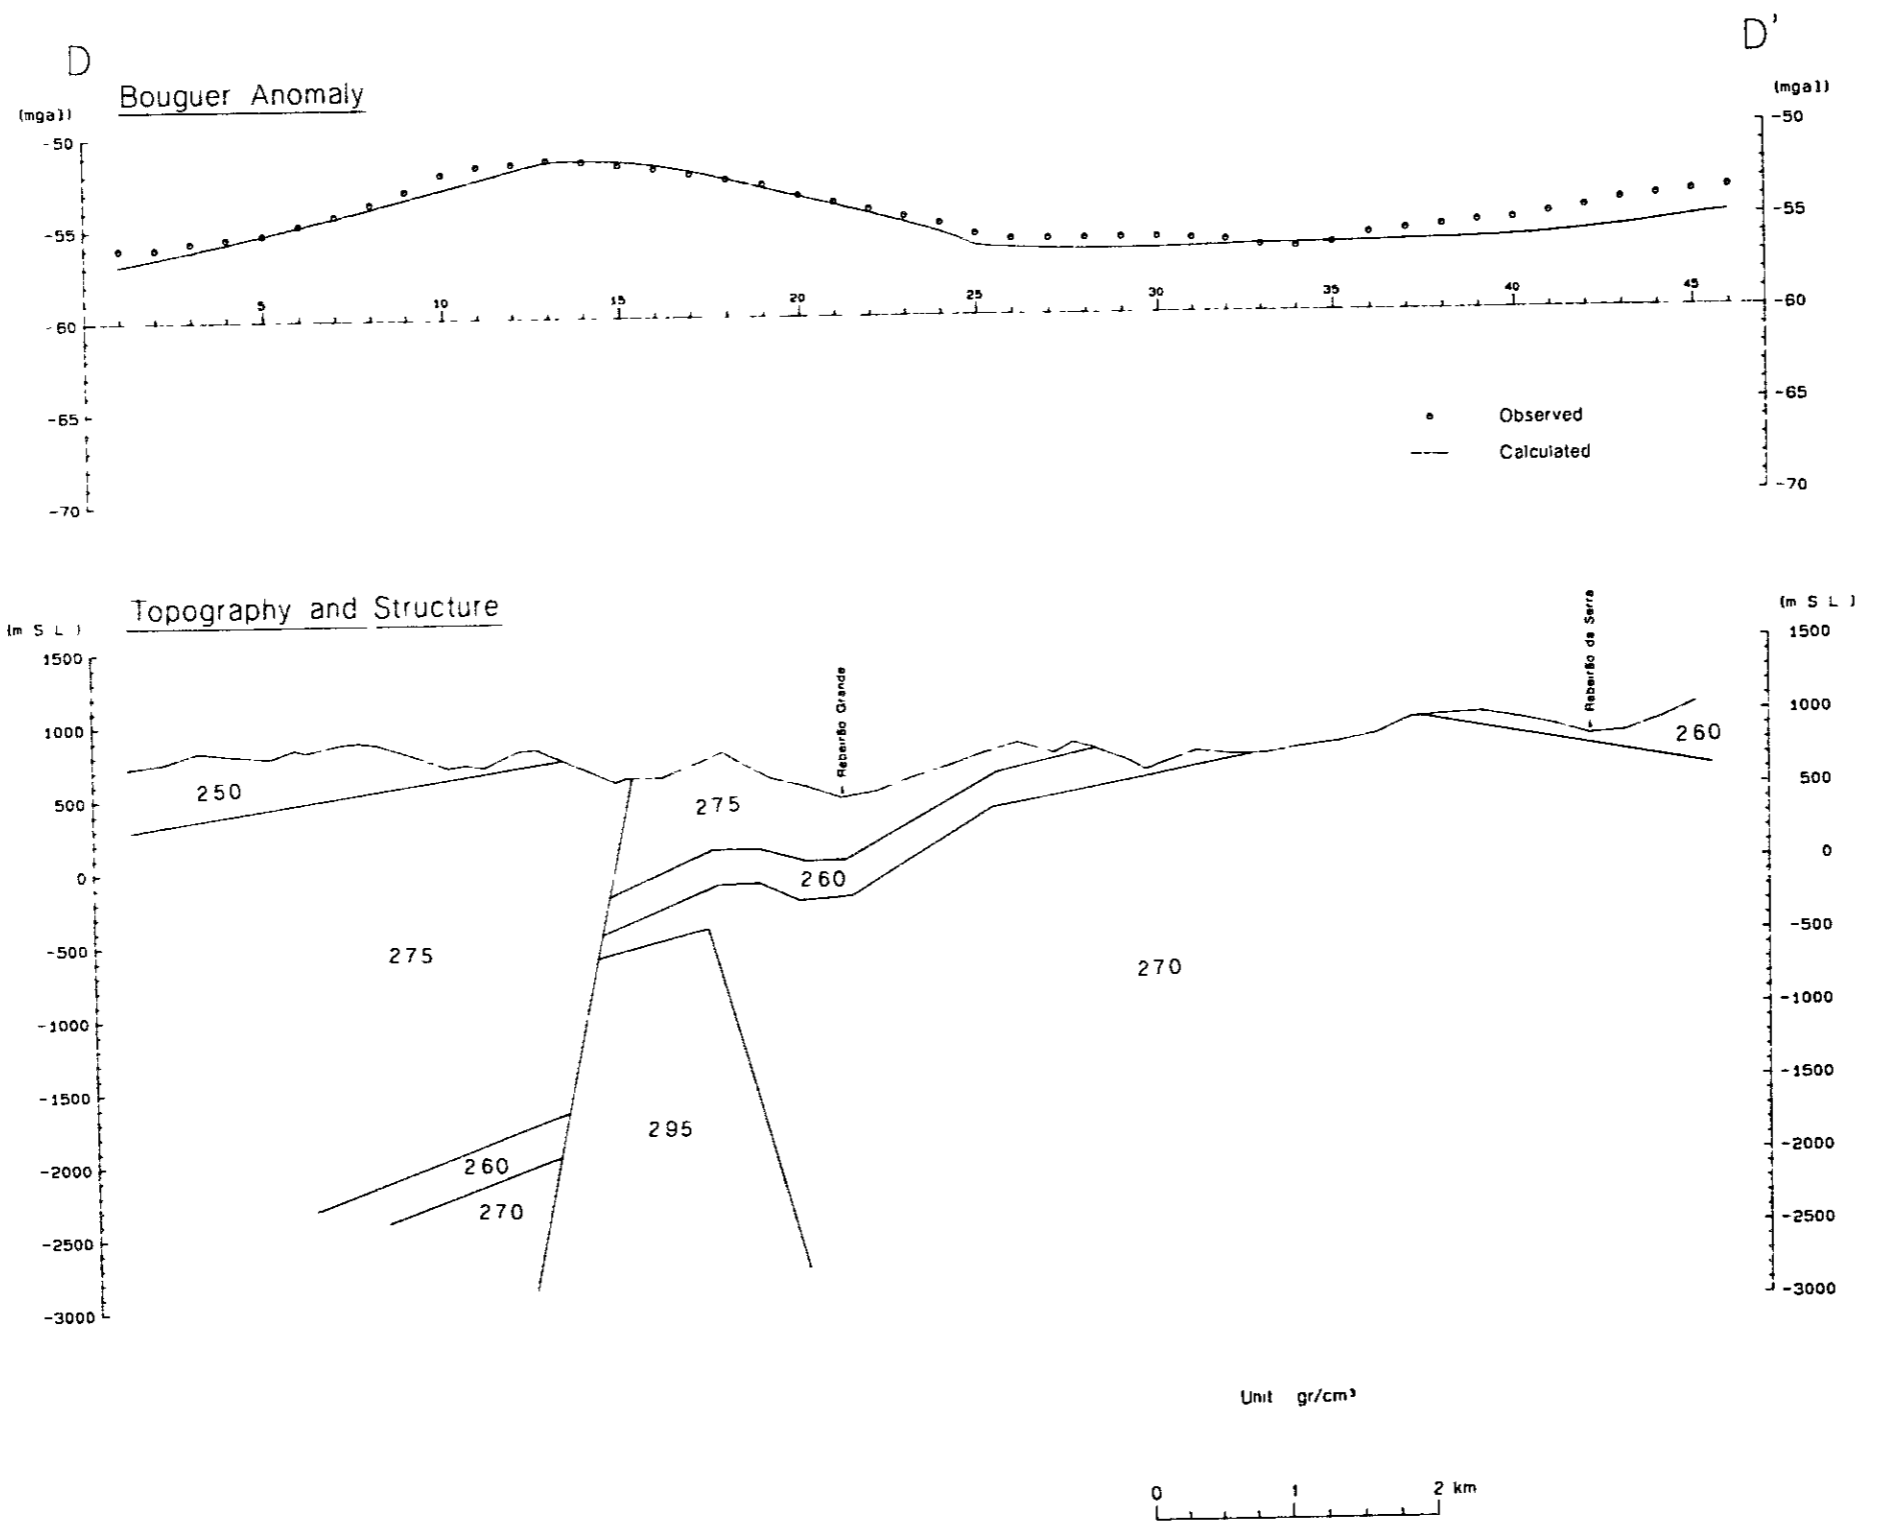 D
D'
Bouguer Anomaly
(mgal)
(mgal)
-50
-50
-55
-55
5 10 15 20 25 30 35 40 45
-60
-60
-65
-65
Observed
Calculated
-70
-70
Topography and Structure
(m S L)
(m S L)
Rebeirão Grande
Rebeirão da Serra
1500
1500
1000
1000
260
250
275
500
500
0
0
260
-500
-500
275
270
-1000
-1000
-1500
-1500
295
-2000
-2000
260
270
-2500
-2500
-3000
-3000
Unit gr/cm³
0 1 2 km